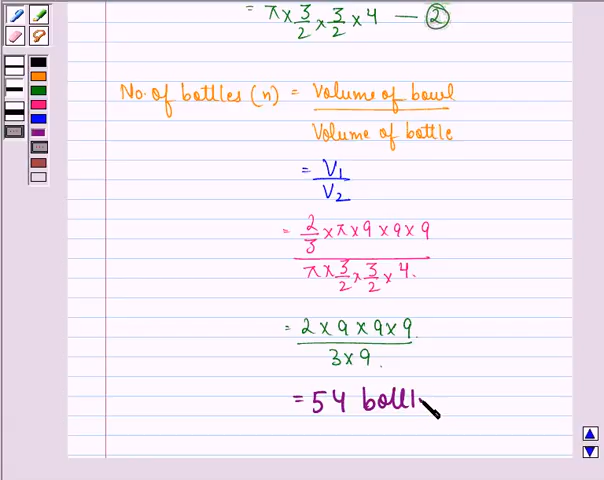 = π × 3/2 × 3/2 × 4 — ②
No. of bottles (n) = Volume of bowl / Volume of bottle
= V₁ / V₂
= 2/3 × π × 9 × 9 × 9 / π × 3/2 × 3/2 × 4.
= 2 × 9 × 9 × 9 / 3 × 9.
= 54 bottl